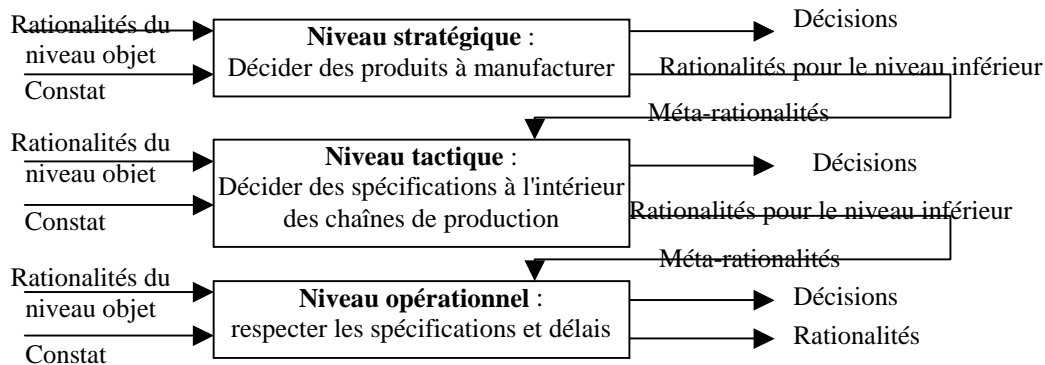 Rationalités du
niveau objet
Constat
Niveau stratégique :
Décider des produits à manufacturer
Décisions
Rationalités pour le niveau inférieur
Méta-rationalités
Rationalités du
niveau objet
Constat
Niveau tactique :
Décider des spécifications à l'intérieur
des chaînes de production
Décisions
Rationalités pour le niveau inférieur
Méta-rationalités
Rationalités du
niveau objet
Constat
Niveau opérationnel :
respecter les spécifications et délais
Décisions
Rationalités